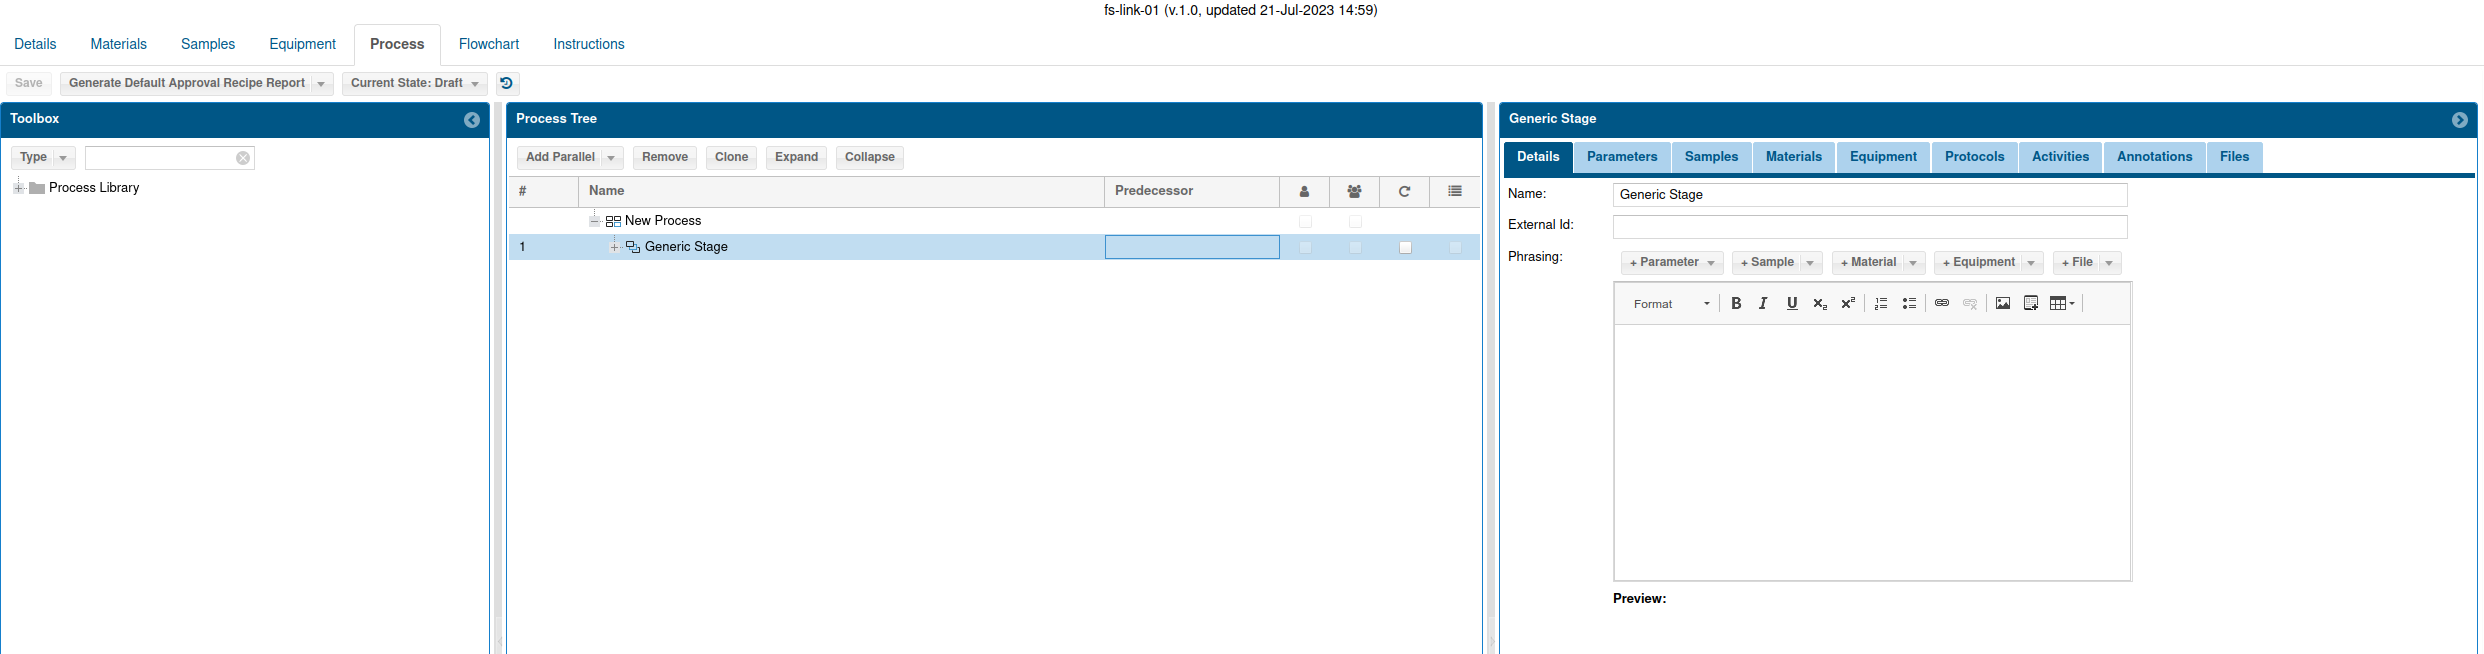 fs-link-01 (v.1.0, updated 21-Jul-2023 14:59)
Details Materials Samples Equipment Process Flowchart Instructions
Save Generate Default Approval Recipe Report Current State: Draft
Toolbox
Type
Process Library
Process Tree
Add Parallel Remove Clone Expand Collapse
# Name Predecessor
New Process
1 Generic Stage
Generic Stage
Details Parameters Samples Materials Equipment Protocols Activities Annotations Files
Name: Generic Stage
External Id:
Phrasing: + Parameter + Sample + Material + Equipment + File
Format B I U x₂ x²
Preview: